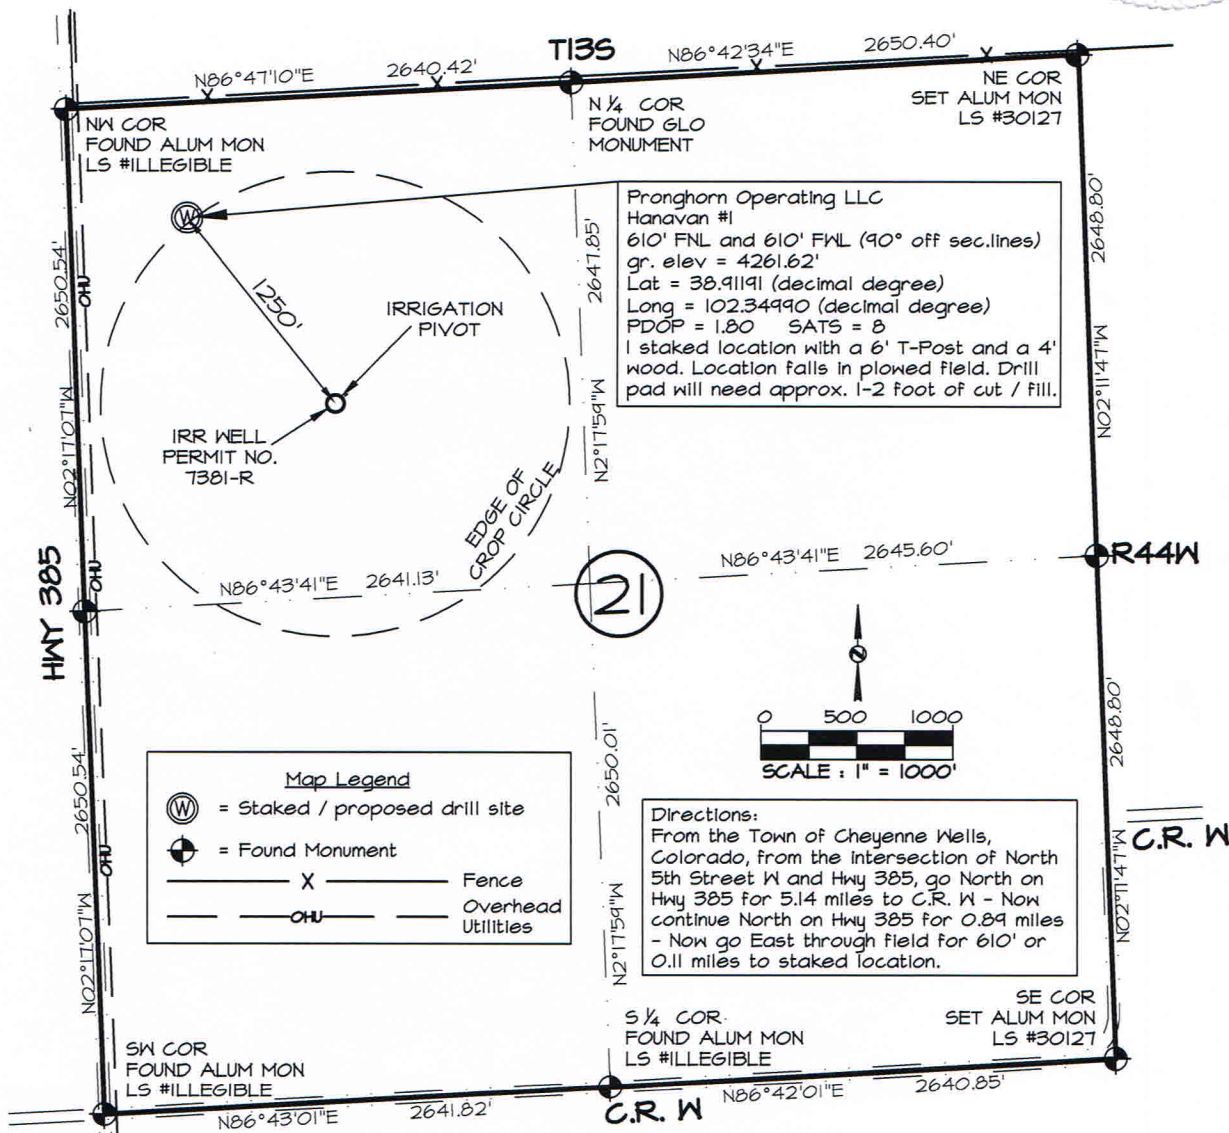 T13S
N86°47'10"E
2640.42'
N86°42'34"E
2650.40'
X
X
X
X
NE COR
SET ALUM MON
LS #30127
NW COR
FOUND ALUM MON
LS #ILLEGIBLE
N 1/4 COR
FOUND GLO
MONUMENT
W
Pronghorn Operating LLC
Hanavan #1
610' FNL and 610' FWL (90° off sec.lines)
gr. elev = 4261.62'
Lat = 38.91191 (decimal degree)
Long = 102.34990 (decimal degree)
PDOP = 1.80 SATS = 8
I staked location with a 6' T-Post and a 4'
wood. Location falls in plowed field. Drill
pad will need approx. 1-2 foot of cut / fill.
2650.54'
OHU
2647.85'
2648.80'
1250'
IRRIGATION
PIVOT
IRR WELL
PERMIT NO.
7381-R
N02°17'07"W
N2°17'59"W
N02°11'47"W
EDGE OF
CROP CIRCLE
HWY 385
OHU
N86°43'41"E
2641.13'
21
N86°43'41"E
2645.60'
R44W
N
0 500 1000
SCALE : 1" = 1000'
2650.54'
2650.01'
2648.80'
Map Legend
W = Staked / proposed drill site
= Found Monument
X Fence
OHU Overhead
Utilities
OHU
Directions:
From the Town of Cheyenne Wells,
Colorado, from the intersection of North
5th Street W and Hwy 385, go North on
Hwy 385 for 5.14 miles to C.R. W - Now
continue North on Hwy 385 for 0.89 miles
- Now go East through field for 610' or
0.11 miles to staked location.
C.R. W
N02°17'07"W
N2°17'59"W
N02°11'47"W
SW COR
FOUND ALUM MON
LS #ILLEGIBLE
S 1/4 COR
FOUND ALUM MON
LS #ILLEGIBLE
SE COR
SET ALUM MON
LS #30127
N86°43'01"E
2641.82'
C.R. W
N86°42'01"E
2640.85'